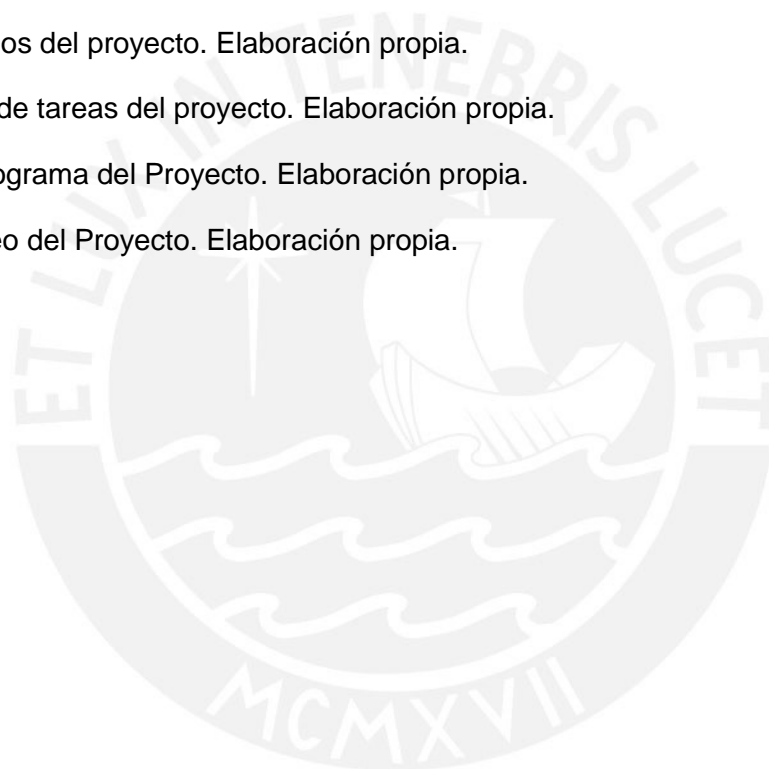 os del proyecto. Elaboración propia.
de tareas del proyecto. Elaboración propia.
ograma del Proyecto. Elaboración propia.
eo del Proyecto. Elaboración propia.
ET LUX IN TENEBRIS LUCET
MCMXVII